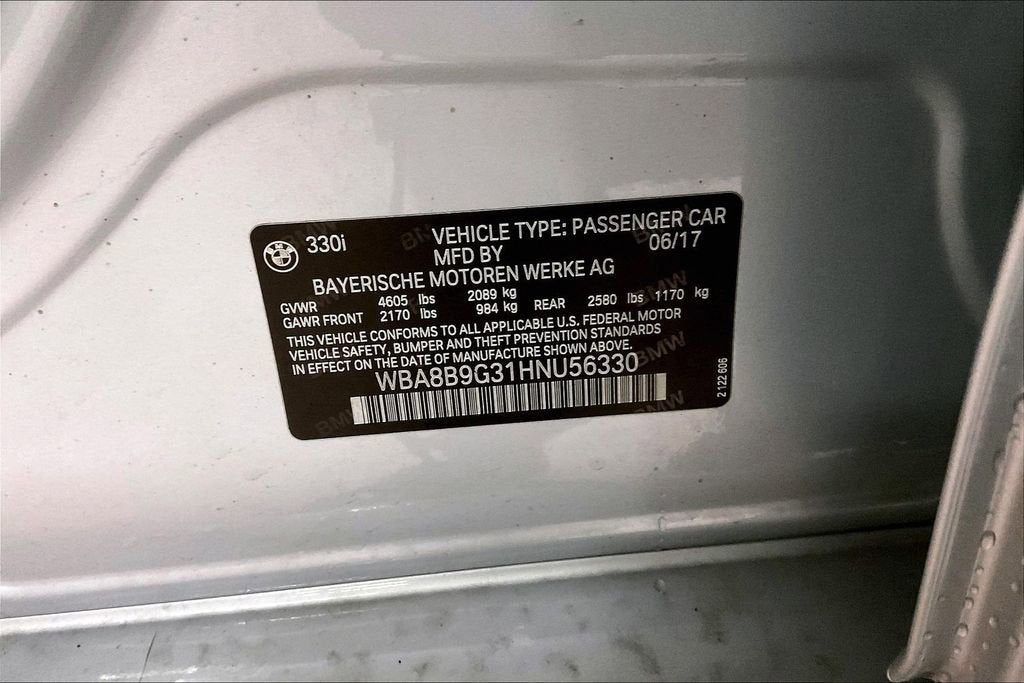 330i VEHICLE TYPE: PASSENGER CAR
MFD BY 06/17
BAYERISCHE MOTOREN WERKE AG
GVWR 4605 lbs 2089 kg
GAWR FRONT 2170 lbs 984 kg REAR 2580 lbs 1170 kg
THIS VEHICLE CONFORMS TO ALL APPLICABLE U.S. FEDERAL MOTOR
VEHICLE SAFETY, BUMPER AND THEFT PREVENTION STANDARDS
IN EFFECT ON THE DATE OF MANUFACTURE SHOWN ABOVE.
WBA8B9G31HNU56330
2 122 606